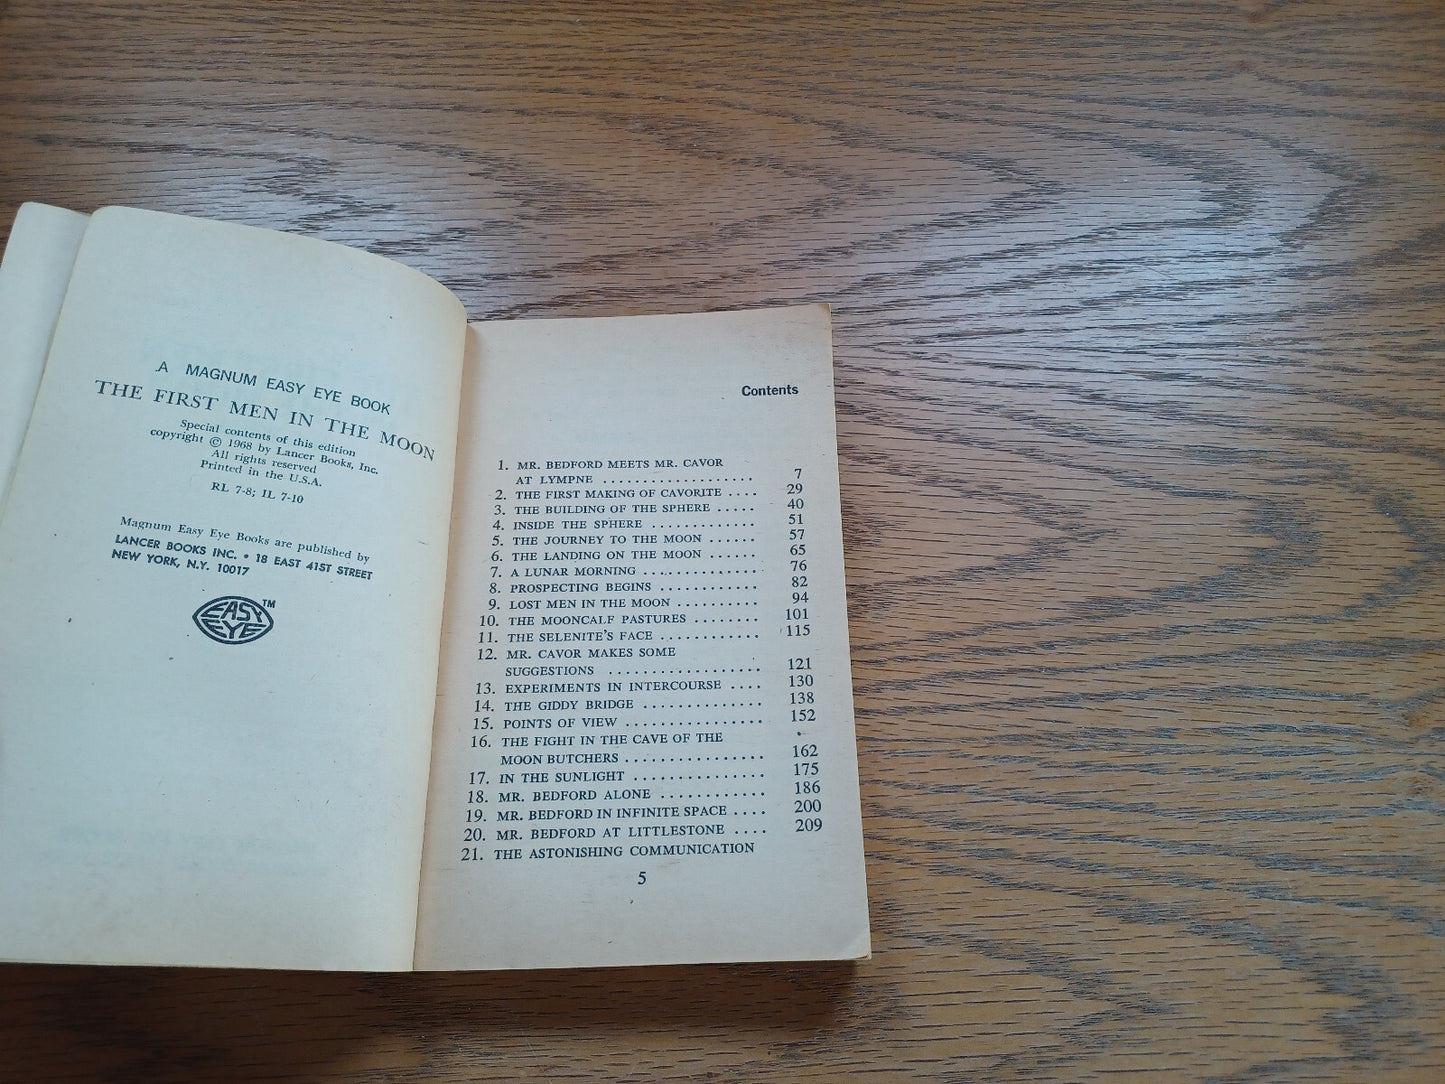 A MAGNUM EASY EYE BOOK
THE FIRST MEN IN THE MOON
Special contents of this edition
copyright © 1968 by Lancer Books, Inc.
All rights reserved
Printed in the U.S.A.
RL 7-8; IL 7-10
Magnum Easy Eye Books are published by
LANCER BOOKS INC. • 18 EAST 41ST STREET
NEW YORK, N.Y. 10017
EASY TM
EYE
Contents
1. MR. BEDFORD MEETS MR. CAVOR
AT LYMPNE ................... 7
2. THE FIRST MAKING OF CAVORITE .... 29
3. THE BUILDING OF THE SPHERE ..... 40
4. INSIDE THE SPHERE ............. 51
5. THE JOURNEY TO THE MOON ...... 57
6. THE LANDING ON THE MOON ...... 65
7. A LUNAR MORNING .............. 76
8. PROSPECTING BEGINS ............ 82
9. LOST MEN IN THE MOON .......... 94
10. THE MOONCALF PASTURES ........ 101
11. THE SELENITE'S FACE ............ 115
12. MR. CAVOR MAKES SOME
SUGGESTIONS .................. 121
13. EXPERIMENTS IN INTERCOURSE .... 130
14. THE GIDDY BRIDGE .............. 138
15. POINTS OF VIEW ................ 152
16. THE FIGHT IN THE CAVE OF THE
MOON BUTCHERS ................ 162
17. IN THE SUNLIGHT ............... 175
18. MR. BEDFORD ALONE ............ 186
19. MR. BEDFORD IN INFINITE SPACE .... 200
20. MR. BEDFORD AT LITTLESTONE .... 209
21. THE ASTONISHING COMMUNICATION
5